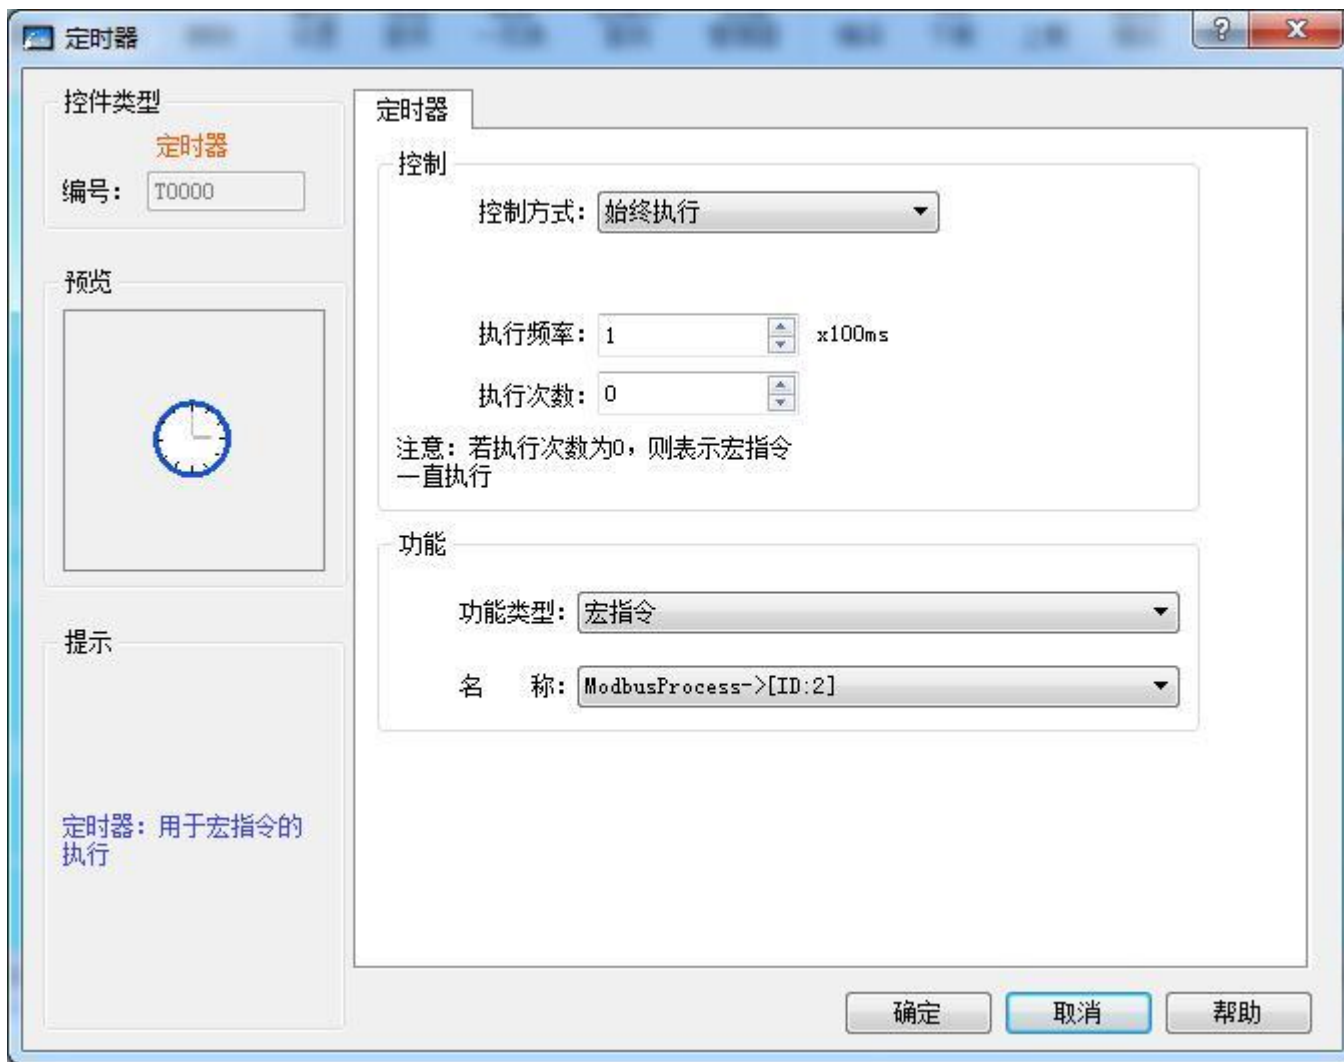 定时器
控件类型
定时器
编号: T0000
预览
提示
定时器: 用于宏指令的
执行
定时器
控制
控制方式: 始终执行
执行频率: 1 x100ms
执行次数: 0
注意: 若执行次数为0, 则表示宏指令
一直执行
功能
功能类型: 宏指令
名 称: ModbusProcess->[ID:2]
确定 取消 帮助